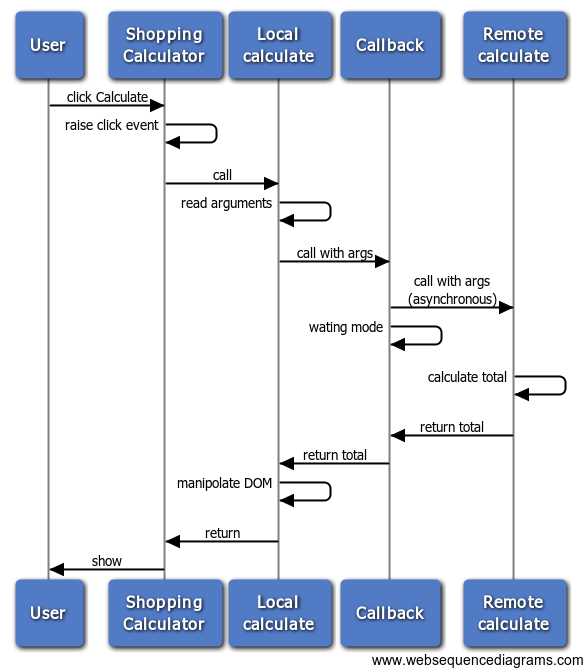 User
Shopping
Calculator
Local
calculate
Callback
Remote
calculate
click Calculate
raise click event
call
read arguments
call with args
call with args
(asynchronous)
wating mode
calculate total
return total
return total
manipolate DOM
return
show
User
Shopping
Calculator
Local
calculate
Callback
Remote
calculate
www.websequencediagrams.com